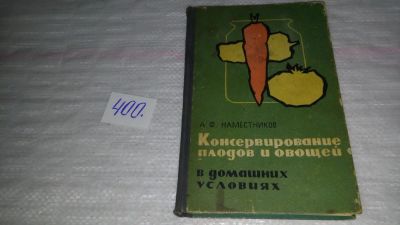 400.
А. Ф. НАМЕСТНИКОВ
Консервирование
плодов и овощей
в домашних
условиях